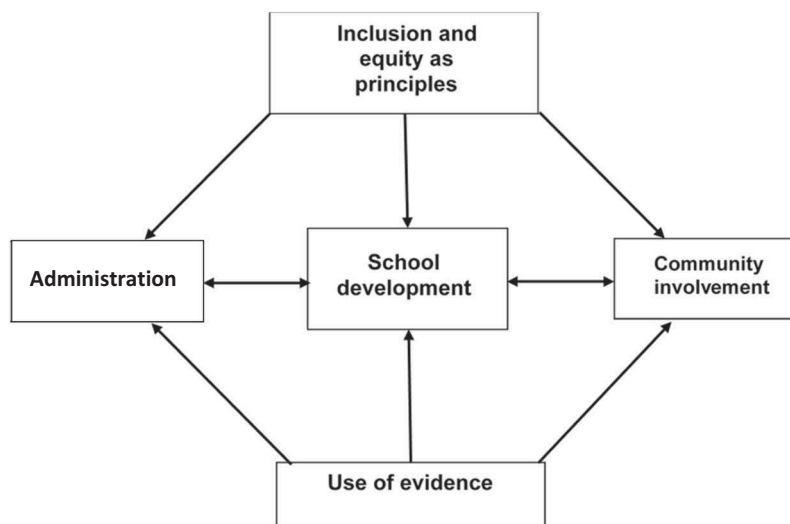 Inclusion and
equity as
principles
Administration
School
development
Community
involvement
Use of evidence